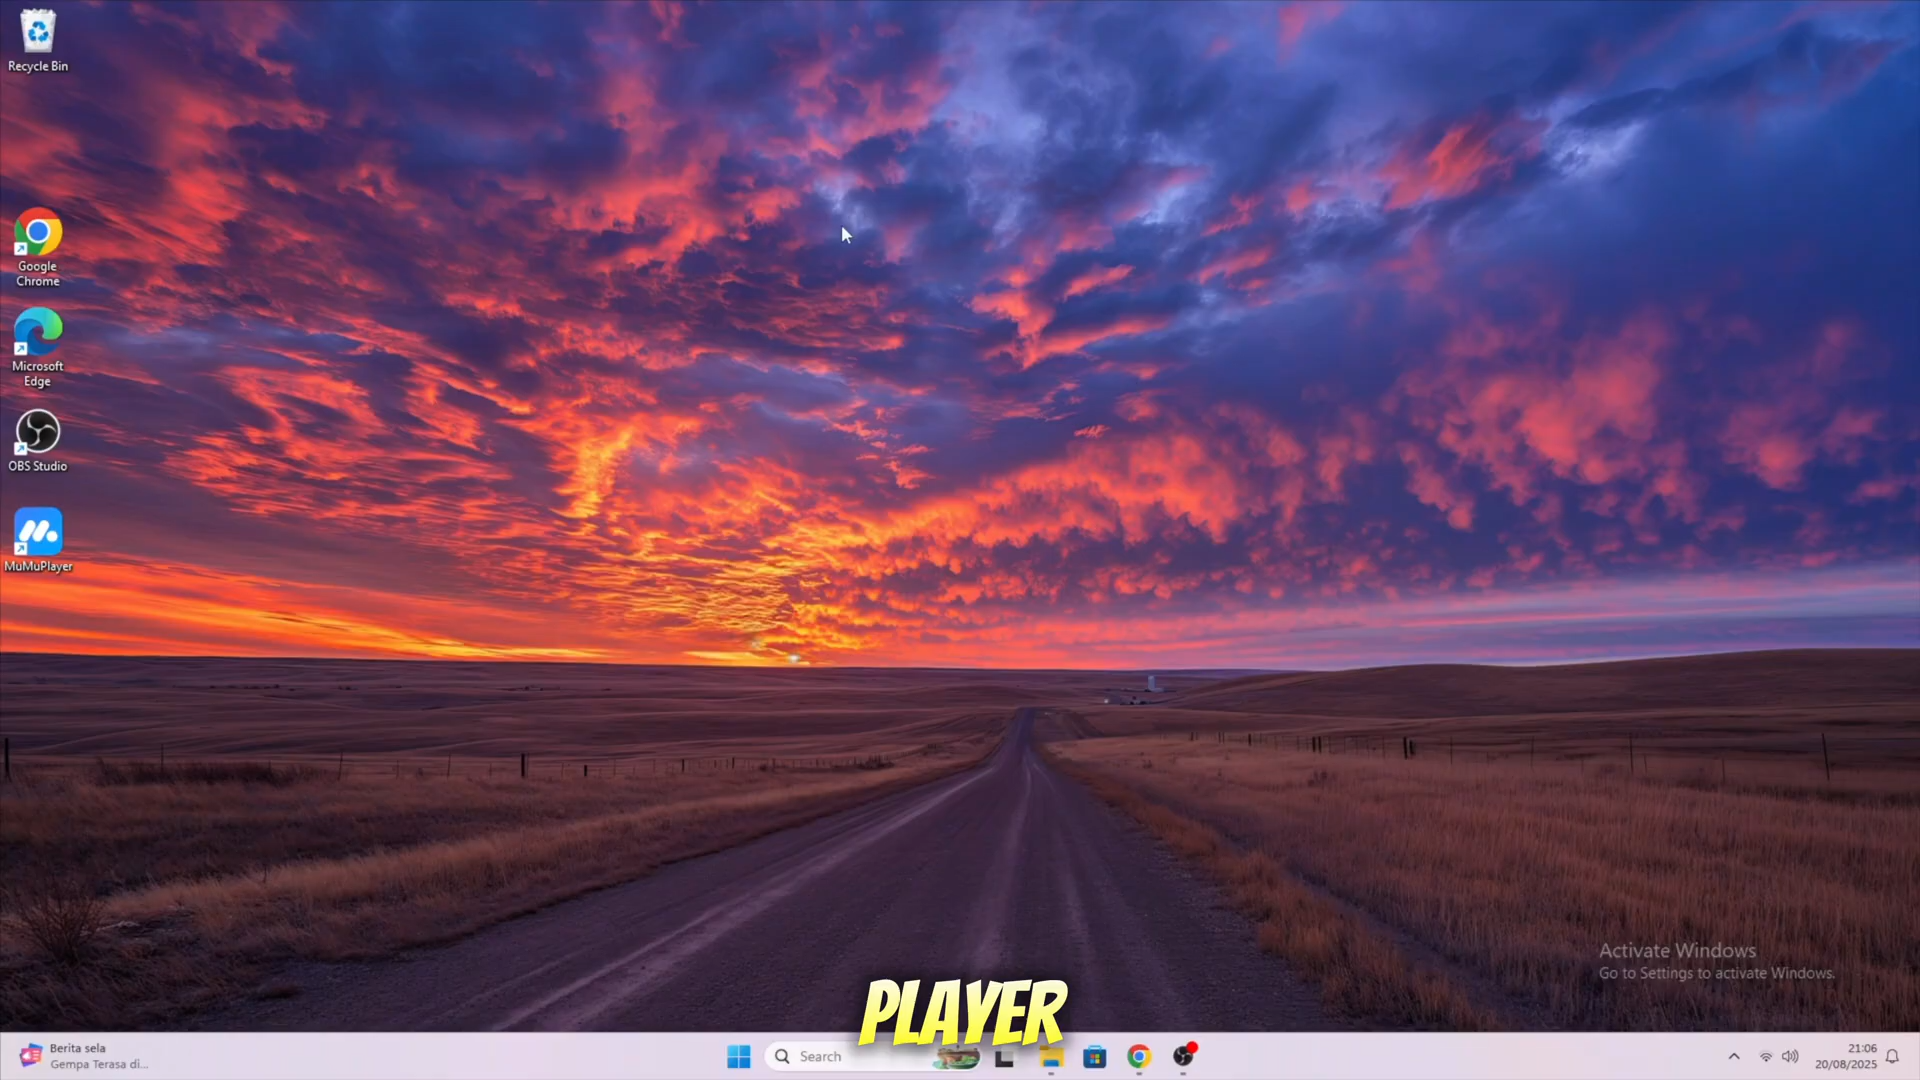 Recycle Bin
Google
Chrome
Microsoft
Edge
OBS Studio
MuMuPlayer
Activate Windows
Go to Settings to activate Windows.
PLAYER
Berita sela
Gempa Terasa di...
Search
21:06
20/08/2025